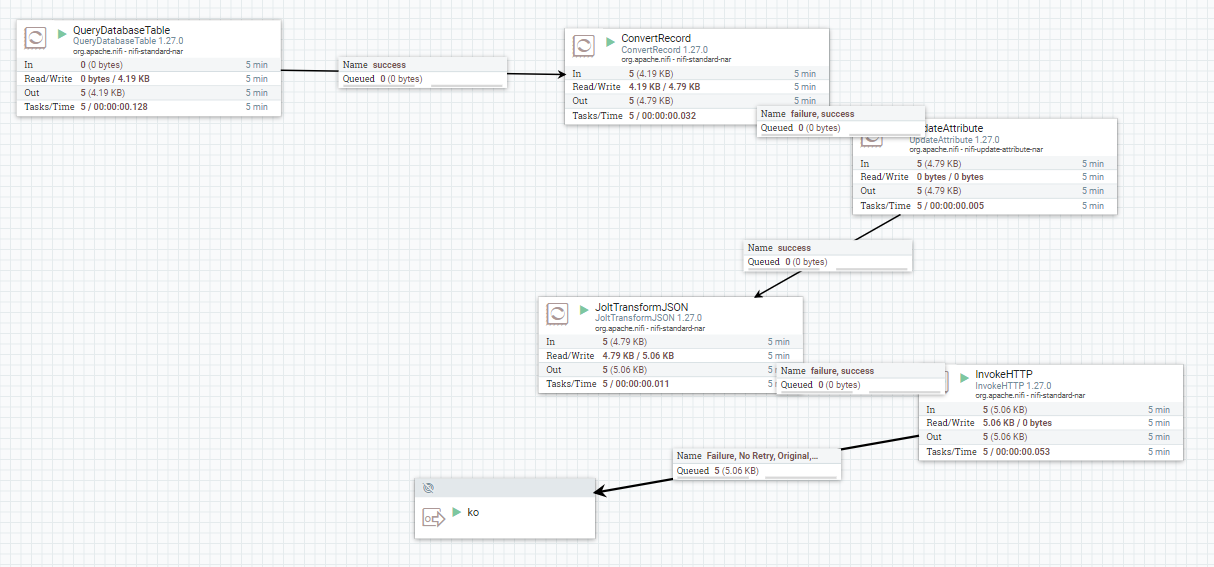 QueryDatabaseTable
QueryDatabaseTable 1.27.0
org.apache.nifi - nifi-standard-nar
In 0 (0 bytes) 5 min
Read/Write 0 bytes / 4.19 KB 5 min
Out 5 (4.19 KB) 5 min
Tasks/Time 5 / 00:00:00.128 5 min
Name success
Queued 0 (0 bytes)
ConvertRecord
ConvertRecord 1.27.0
org.apache.nifi - nifi-standard-nar
In 5 (4.19 KB) 5 min
Read/Write 4.19 KB / 4.79 KB 5 min
Out 5 (4.79 KB) 5 min
Tasks/Time 5 / 00:00:00.032
Name failure, success
Queued 0 (0 bytes)
dateAttribute
UpdateAttribute 1.27.0
org.apache.nifi - nifi-update-attribute-nar
In 5 (4.79 KB) 5 min
Read/Write 0 bytes / 0 bytes 5 min
Out 5 (4.79 KB) 5 min
Tasks/Time 5 / 00:00:00.005 5 min
Name success
Queued 0 (0 bytes)
JoltTransformJSON
JoltTransformJSON 1.27.0
org.apache.nifi - nifi-standard-nar
In 5 (4.79 KB) 5 min
Read/Write 4.79 KB / 5.06 KB 5 min
Out 5 (5.06 KB) 5
Tasks/Time 5 / 00:00:00.011 5
Name failure, success
Queued 0 (0 bytes)
InvokeHTTP
InvokeHTTP 1.27.0
org.apache.nifi - nifi-standard-nar
In 5 (5.06 KB) 5 min
Read/Write 5.06 KB / 0 bytes 5 min
Out 5 (5.06 KB) 5 min
Tasks/Time 5 / 00:00:00.053 5 min
Name Failure, No Retry, Original,...
Queued 5 (5.06 KB)
ko